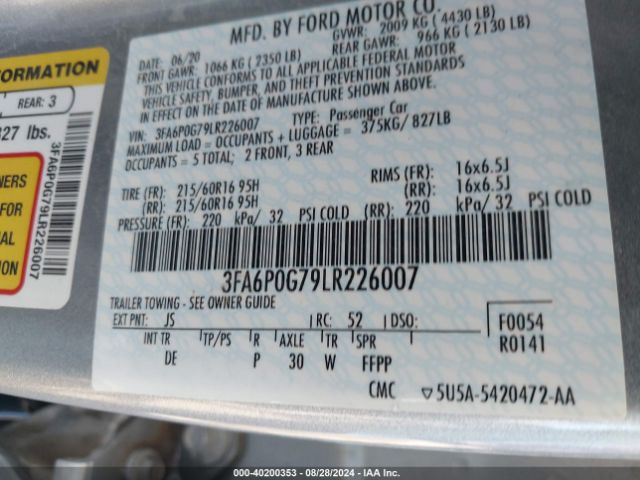 MFD. BY FORD MOTOR CO.
DATE: 06/20
GVWR: 2009 KG ( 4430 LB)
FRONT GAWR: 1066 KG ( 2350 LB)
REAR GAWR: 966 KG ( 2130 LB)
THIS VEHICLE CONFORMS TO ALL APPLICABLE FEDERAL MOTOR
VEHICLE SAFETY, BUMPER, AND THEFT PREVENTION STANDARDS
IN EFFECT ON THE DATE OF MANUFACTURE SHOWN ABOVE.
VIN: 3FA6P0G79LR226007
TYPE: Passenger Car
MAXIMUM LOAD = OCCUPANTS + LUGGAGE = 375KG/ 827LB
OCCUPANTS = 5 TOTAL; 2 FRONT, 3 REAR
TIRE (FR): 215/60R16 95H
RIMS (FR): 16x6.5J
(RR): 215/60R16 95H
(RR): 16x6.5J
PRESSURE (FR): 220 kPa/ 32 PSI COLD
(RR): 220 kPa/ 32 PSI COLD
3FA6P0G79LR226007
TRAILER TOWING - SEE OWNER GUIDE
EXT PNT: JS RC: 52 DSO:
F0054
INT TR TP/PS R AXLE TR SPR
R0141
DE P 30 W FFPP
CMC 5U5A-5420472-AA
FORMATION
REAR: 3
827 lbs.
3FA6P0G79LR226007
NERS
FOR
NAL
ION
000-40200353 - 08/28/2024 - IAA Inc.